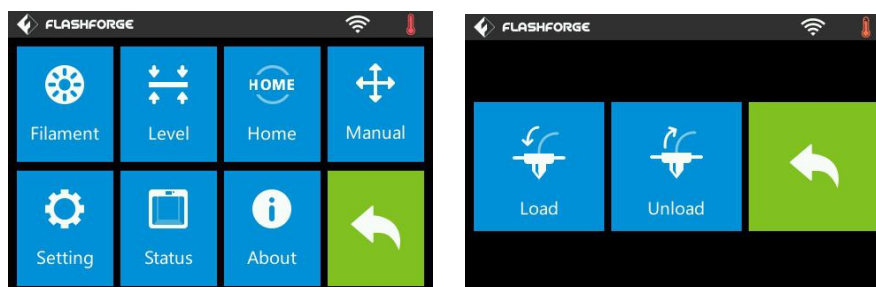 FLASHFORGE
HOME
Filament Level Home Manual
Setting Status About
FLASHFORGE
Load Unload